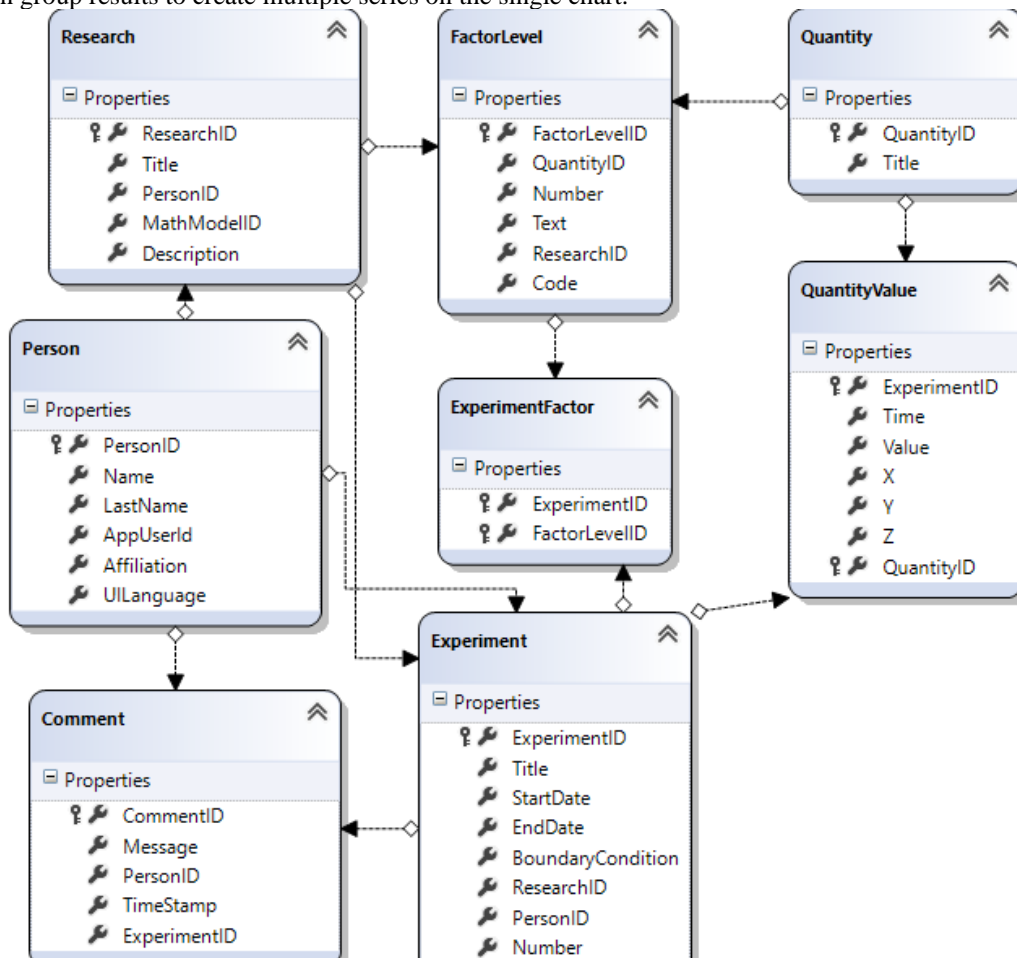 n group results to create multiple series on the single chart.
Research
Properties
ResearchID
Title
PersonID
MathModelID
Description
FactorLevel
Properties
FactorLevelID
QuantityID
Number
Text
ResearchID
Code
Quantity
Properties
QuantityID
Title
QuantityValue
Properties
ExperimentID
Time
Value
X
Y
Z
QuantityID
Person
Properties
PersonID
Name
LastName
AppUserId
Affiliation
UILanguage
ExperimentFactor
Properties
ExperimentID
FactorLevelID
Comment
Properties
CommentID
Message
PersonID
TimeStamp
ExperimentID
Experiment
Properties
ExperimentID
Title
StartDate
EndDate
BoundaryCondition
ResearchID
PersonID
Number